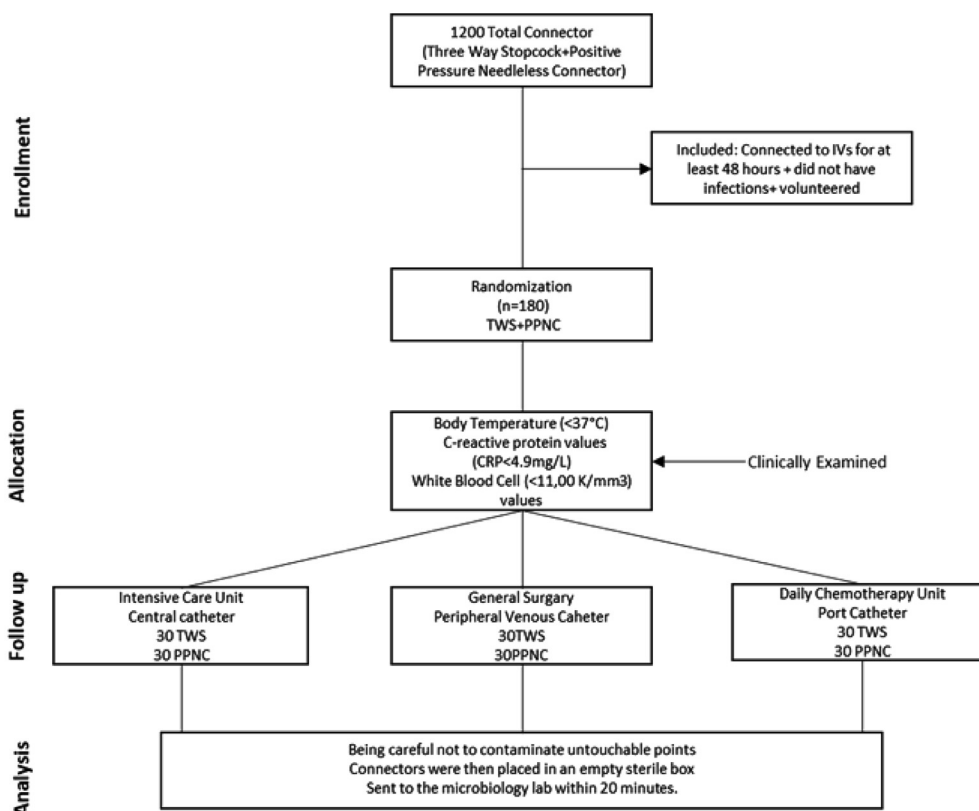 1200 Total Connector
(Three Way Stopcock+Positive
Pressure Needleless Connector)
Enrollment
Included: Connected to IVs for at
least 48 hours + did not have
infections+ volunteered
Randomization
(n=180)
TWS+PPNC
Allocation
Body Temperature (<37°C)
C-reactive protein values
(CRP<4.9mg/L)
White Blood Cell (<11,00 K/mm3)
values
Clinically Examined
Follow up
Intensive Care Unit
Central catheter
30 TWS
30 PPNC
General Surgary
Peripheral Venous Caheter
30TWS
30PPNC
Daily Chemotherapy Unit
Port Catheter
30 TWS
30 PPNC
Analysis
Being careful not to contaminate untouchable points
Connectors were then placed in an empty sterile box
Sent to the microbiology lab within 20 minutes.